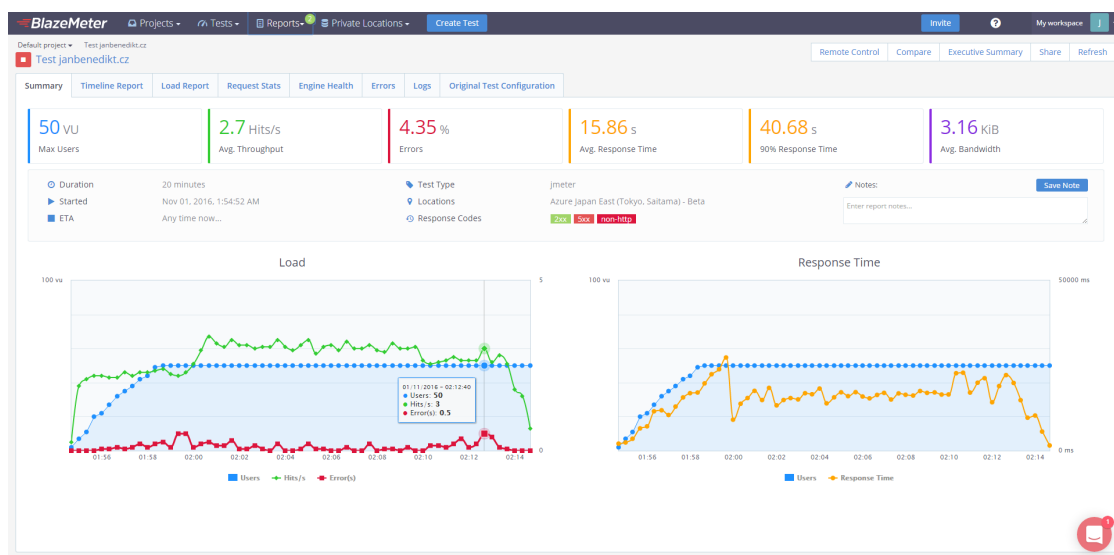 BlazeMeter Projects Tests Reports 2 Private Locations Create Test Invite ? My workspace J
Default project Test janbenedikt.cz
Test janbenedikt.cz
Remote Control Compare Executive Summary Share Refresh
Summary Timeline Report Load Report Request Stats Engine Health Errors Logs Original Test Configuration
50 VU
Max Users
2.7 Hits/s
Avg. Throughput
4.35 %
Errors
15.86 s
Avg. Response Time
40.68 s
90% Response Time
3.16 KiB
Avg. Bandwidth
Duration 20 minutes
Started Nov 01, 2016, 1:54:52 AM
ETA Any time now...
Test Type Jmeter
Locations Azure Japan East (Tokyo, Saitama) - Beta
Response Codes 2xx 5xx non-http
Notes: Save Note
Enter report notes...
Load
100 vu 5
01/11/2016 - 02:12:40
Users: 50
Hits/s: 3
Error(s): 0.5
0
01:56 01:58 02:00 02:02 02:04 02:06 02:08 02:10 02:12 02:14
Users Hits/s Error(s)
Response Time
100 vu 50000 ms
0 ms
01:56 01:58 02:00 02:02 02:04 02:06 02:08 02:10 02:12 02:14
Users Response Time
1